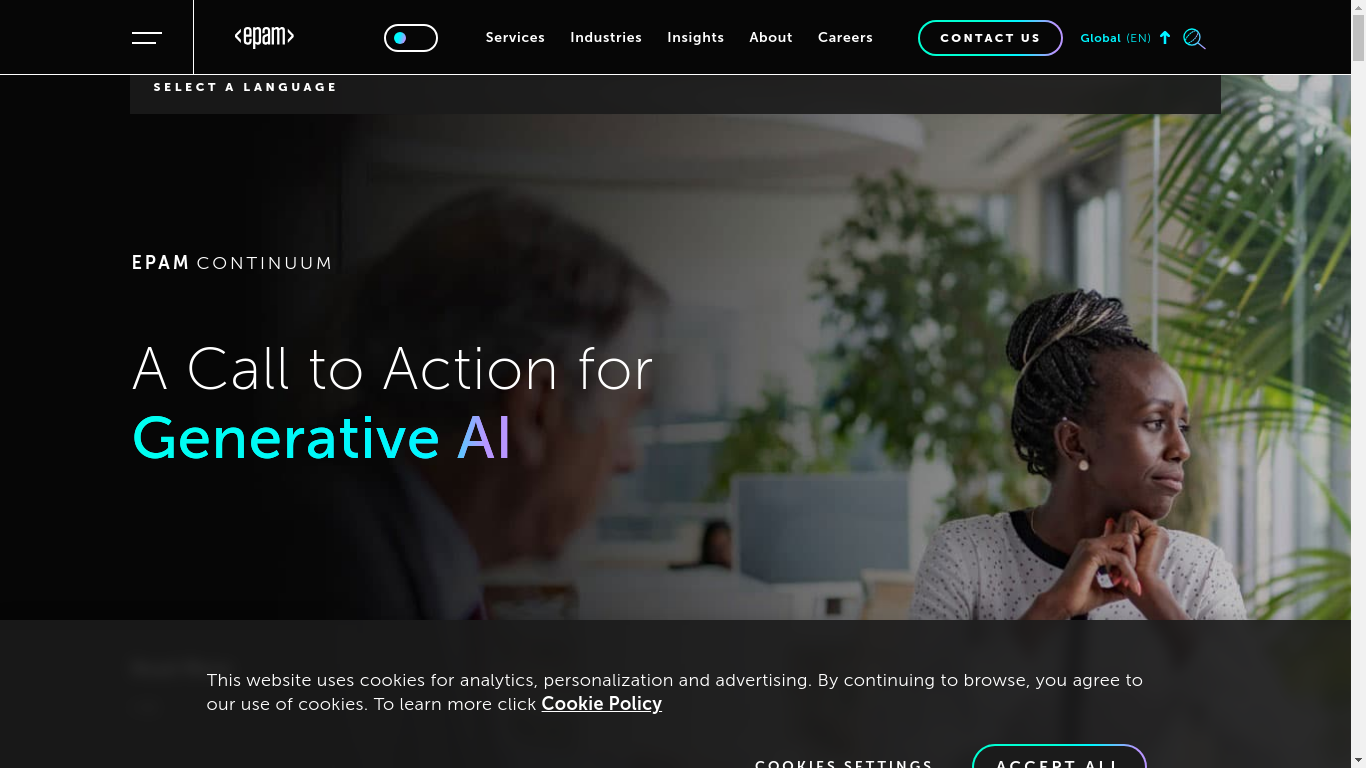 <epam>
Services
Industries
Insights
About
Careers
CONTACT US
Global (EN)
SELECT A LANGUAGE
EPAM CONTINUUM
A Call to Action for
Generative AI
This website uses cookies for analytics, personalization and advertising. By continuing to browse, you agree to
our use of cookies. To learn more click Cookie Policy
COOKIES SETTINGS
ACCEPT ALL